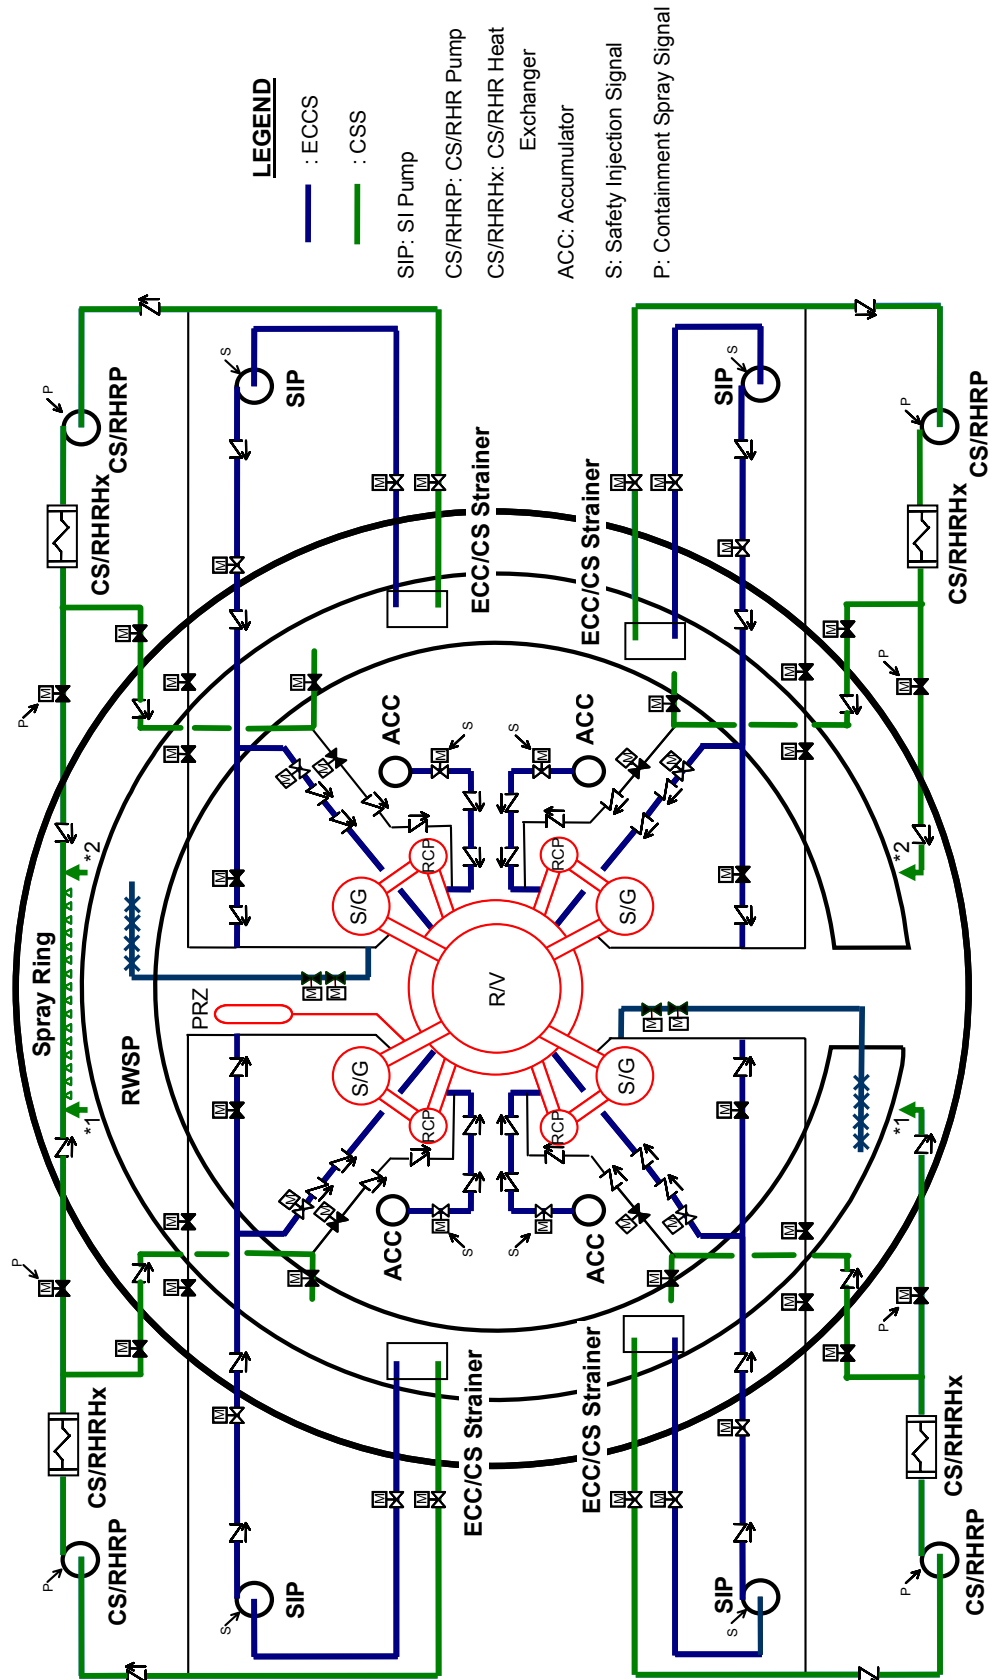 LEGEND
: ECCS
: CSS
SIP: SI Pump
CS/RHRP: CS/RHR Pump
CS/RHRHx: CS/RHR Heat
Exchanger
ACC: Accumulator
S: Safety Injection Signal
P: Containment Spray Signal
P
CS/RHRP
CS/RHRHx
M
P
M
Spray Ring
*2
*1
RWSP
M
P
M
CS/RHRHx
P
CS/RHRP
S
SIP
M
M
M
M
M
M
PRZ
M
M
M
M
M
S
SIP
M
M
ECC/CS Strainer
M
M
M
ACC
M
S
S/G
RCP
S/G
RCP
M
M
M
ACC
M
S
ECC/CS Strainer
M
M
R/V
ECC/CS Strainer
M
M
M
M
M
ACC
M
S
RCP
S/G
S/G
RCP
ACC
M
S
M
M
M
ECC/CS Strainer
M
M
S
SIP
M
M
M
M
M
M
M
M
M
M
S
SIP
P
CS/RHRP
CS/RHRHx
M
M
P
*2
*1
M
P
M
CS/RHRHx
P
CS/RHRP